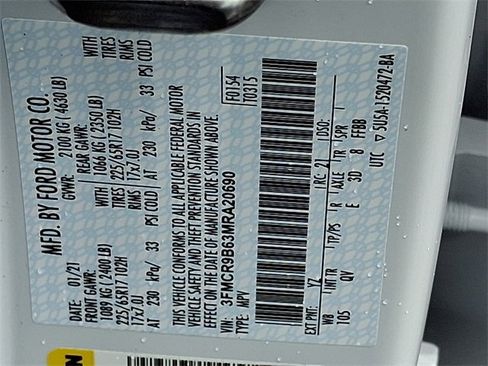 MFD. BY FORD MOTOR CO.
DATE: 01/21 GVWR: 2100 KG (4630 LB)
FRONT GAWR: REAR GAWR: WITH
1089 KG (2400 LB) 1066 KG (2350 LB) TIRES
225/65R17 102H 225/65R17 102H RIMS
17x7.0J 17x7.0J
AT 230 kPa/ 33 PSI COLD AT 230 kPa/ 33 PSI COLD
WITH
TIRES
RIMS
THIS VEHICLE CONFORMS TO ALL APPLICABLE FEDERAL MOTOR
VEHICLE SAFETY AND THEFT PREVENTION STANDARDS IN
EFFECT ON THE DATE OF MANUFACTURE SHOWN ABOVE.
VIN: 3FMCR9B63MRA20690
TYPE: MPV
F0154
T0315
EXT PNT: YZ RC: 21 DSO:
WB INT TR TP/PS R AXLE TR SPR
105 QV E 3D 8 FFBB
UTC ▽ 5U5A-1520472-BA